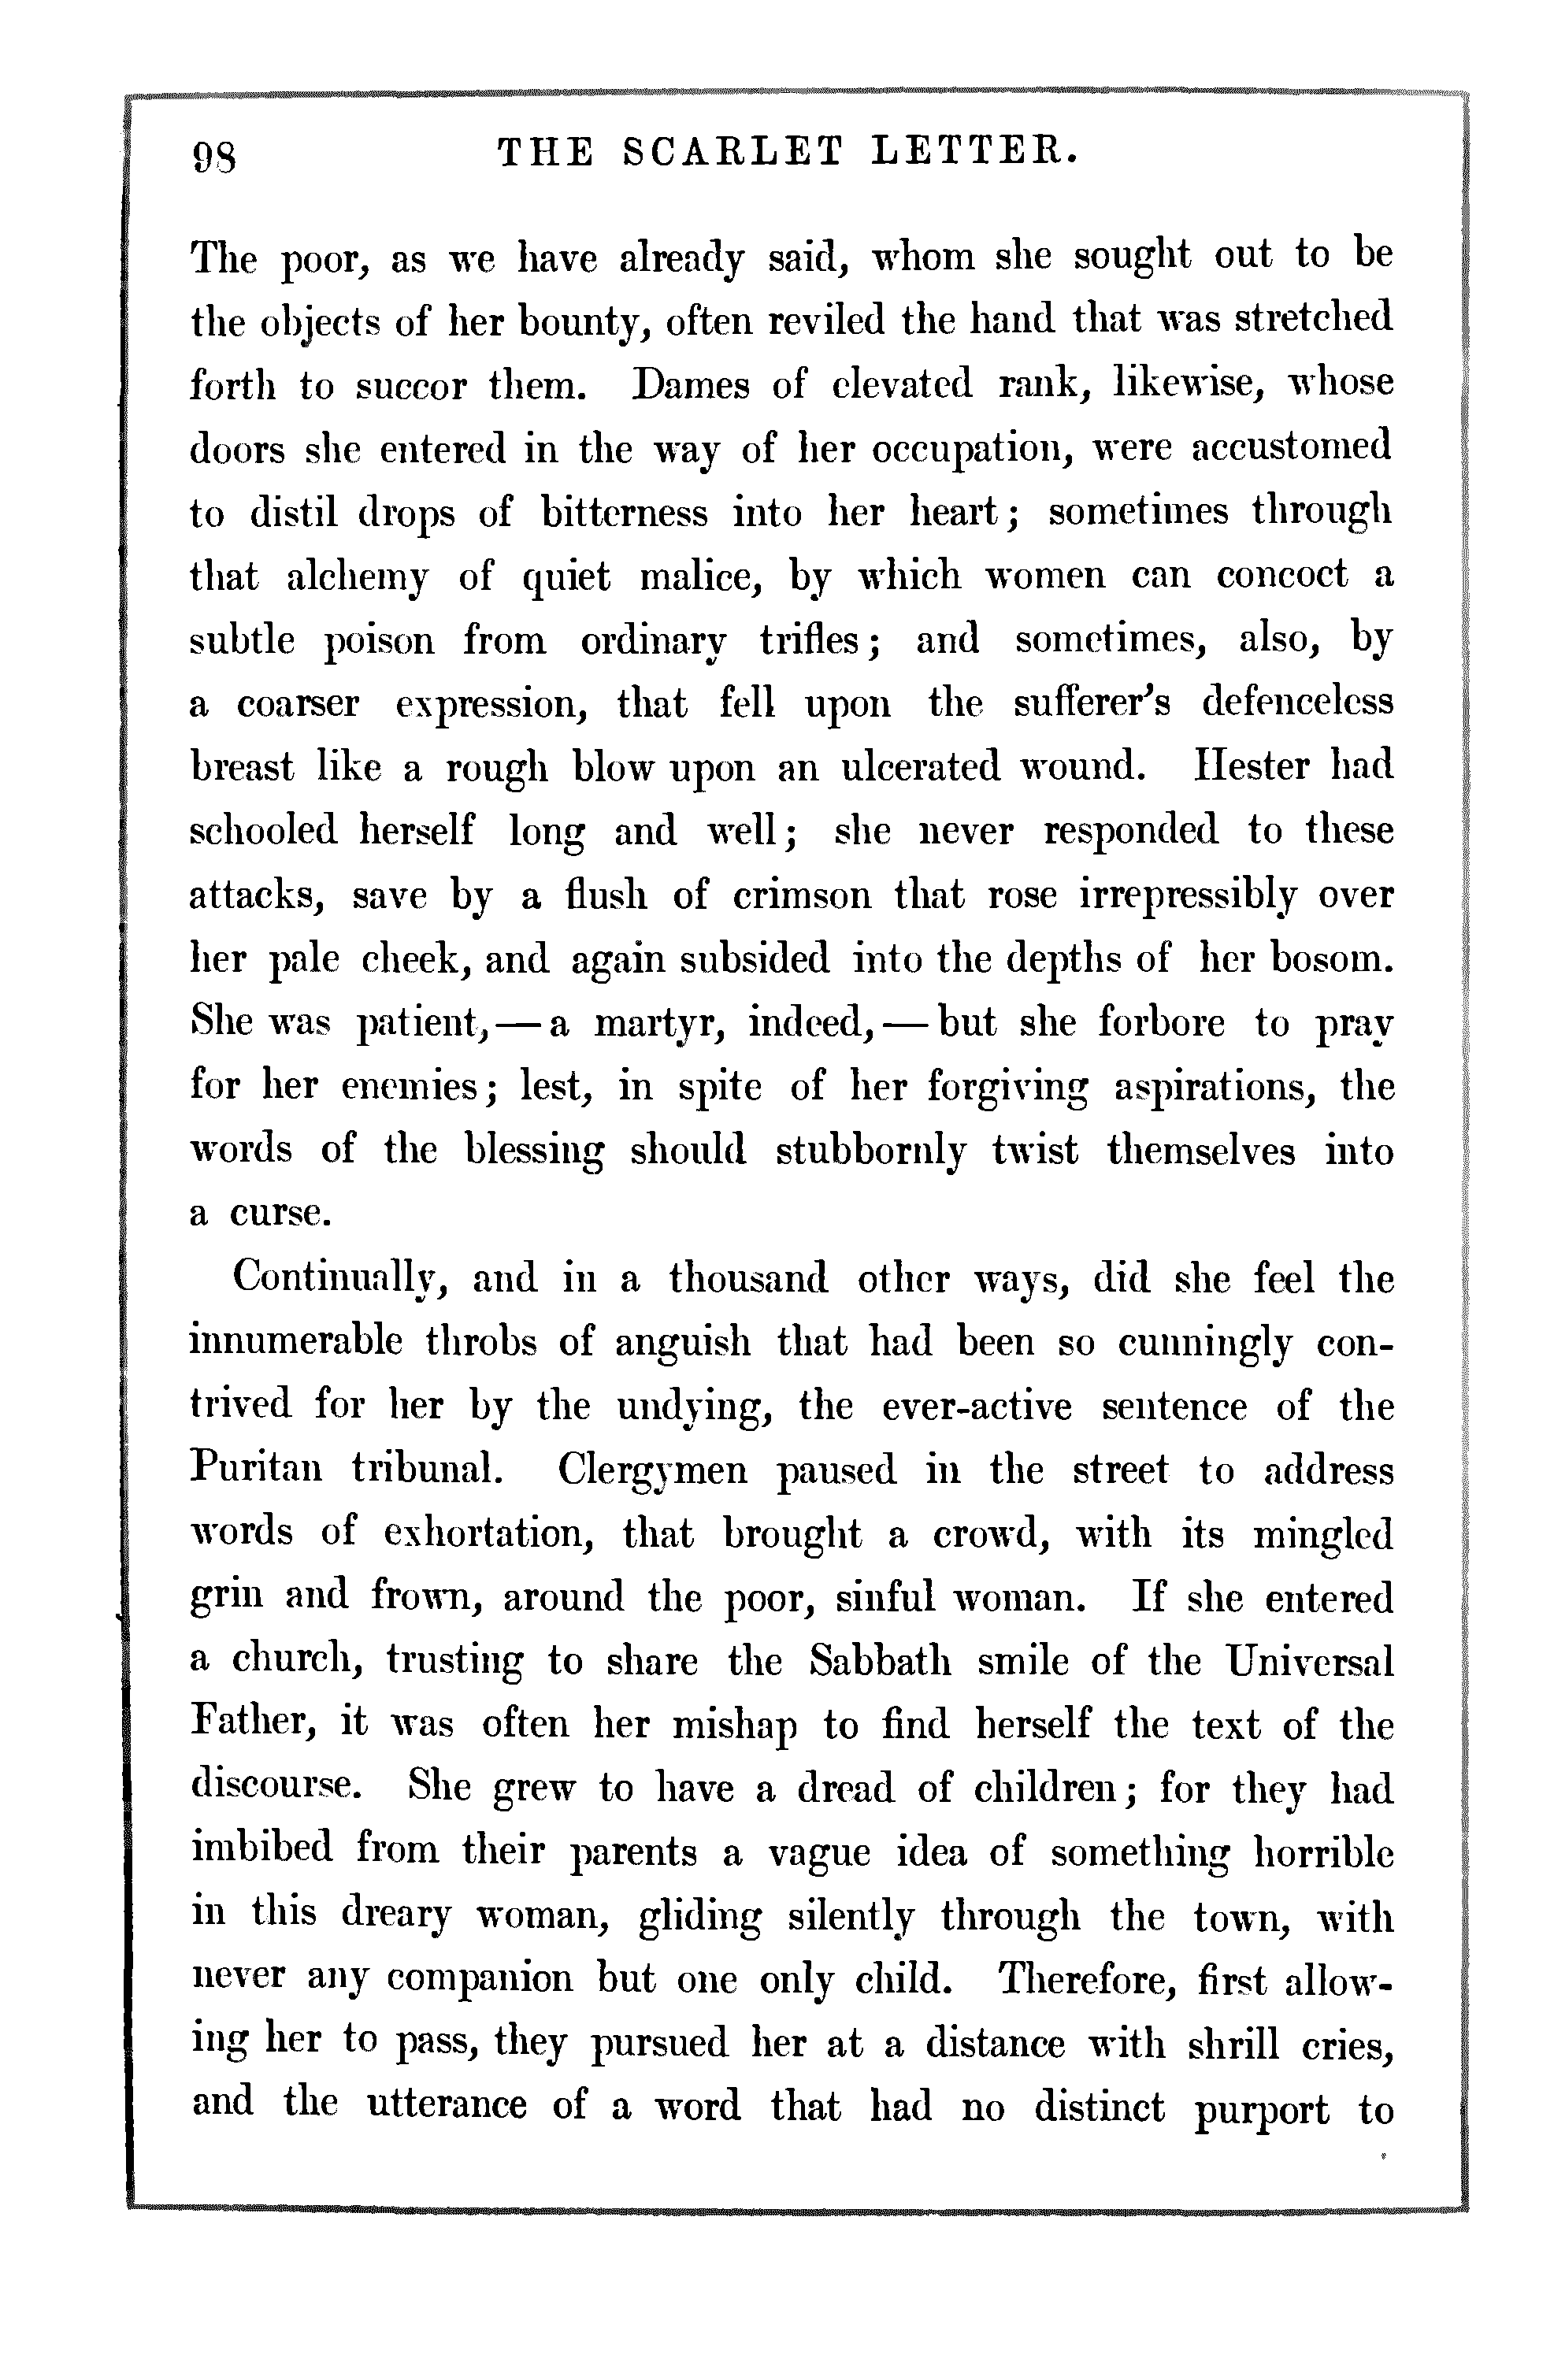 98 THE SCARLET LETTER.
The poor, as we have already said, whom she sought out to be
the objects of her bounty, often reviled the hand that was stretched
forth to succor them. Dames of elevated rank, likewise, whose
doors she entered in the way of her occupation, were accustomed
to distil drops of bitterness into her heart; sometimes through
that alchemy of quiet malice, by which women can concoct a
subtle poison from ordinary trifles; and sometimes, also, by
a coarser expression, that fell upon the sufferer's defenceless
breast like a rough blow upon an ulcerated wound. Hester had
schooled herself long and well; she never responded to these
attacks, save by a flush of crimson that rose irrepressibly over
her pale cheek, and again subsided into the depths of her bosom.
She was patient,—a martyr, indeed,—but she forbore to pray
for her enemies; lest, in spite of her forgiving aspirations, the
words of the blessing should stubbornly twist themselves into
a curse.
Continually, and in a thousand other ways, did she feel the
innumerable throbs of anguish that had been so cunningly con-
trived for her by the undying, the ever-active sentence of the
Puritan tribunal. Clergymen paused in the street to address
words of exhortation, that brought a crowd, with its mingled
grin and frown, around the poor, sinful woman. If she entered
a church, trusting to share the Sabbath smile of the Universal
Father, it was often her mishap to find herself the text of the
discourse. She grew to have a dread of children; for they had
imbibed from their parents a vague idea of something horrible
in this dreary woman, gliding silently through the town, with
never any companion but one only child. Therefore, first allow-
ing her to pass, they pursued her at a distance with shrill cries,
and the utterance of a word that had no distinct purport to